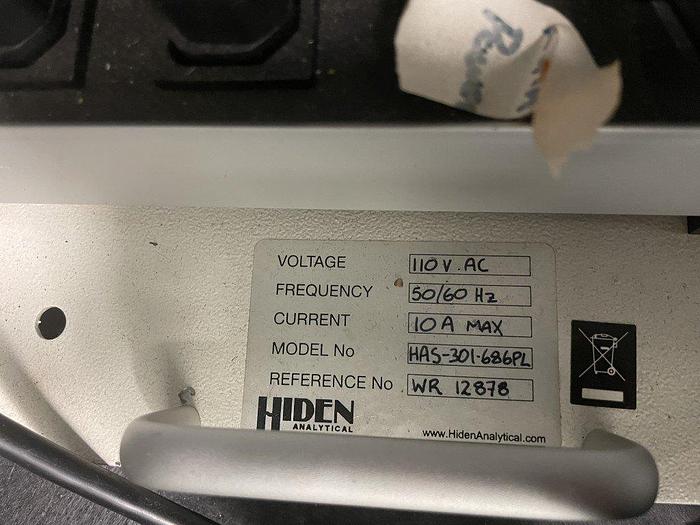 Power
VOLTAGE 110 V. AC
FREQUENCY 50/60 Hz
CURRENT 10 A MAX
MODEL No HAS-301-686PL
REFERENCE No WR 12878
HIDEN
ANALYTICAL
www.HidenAnalytical.com